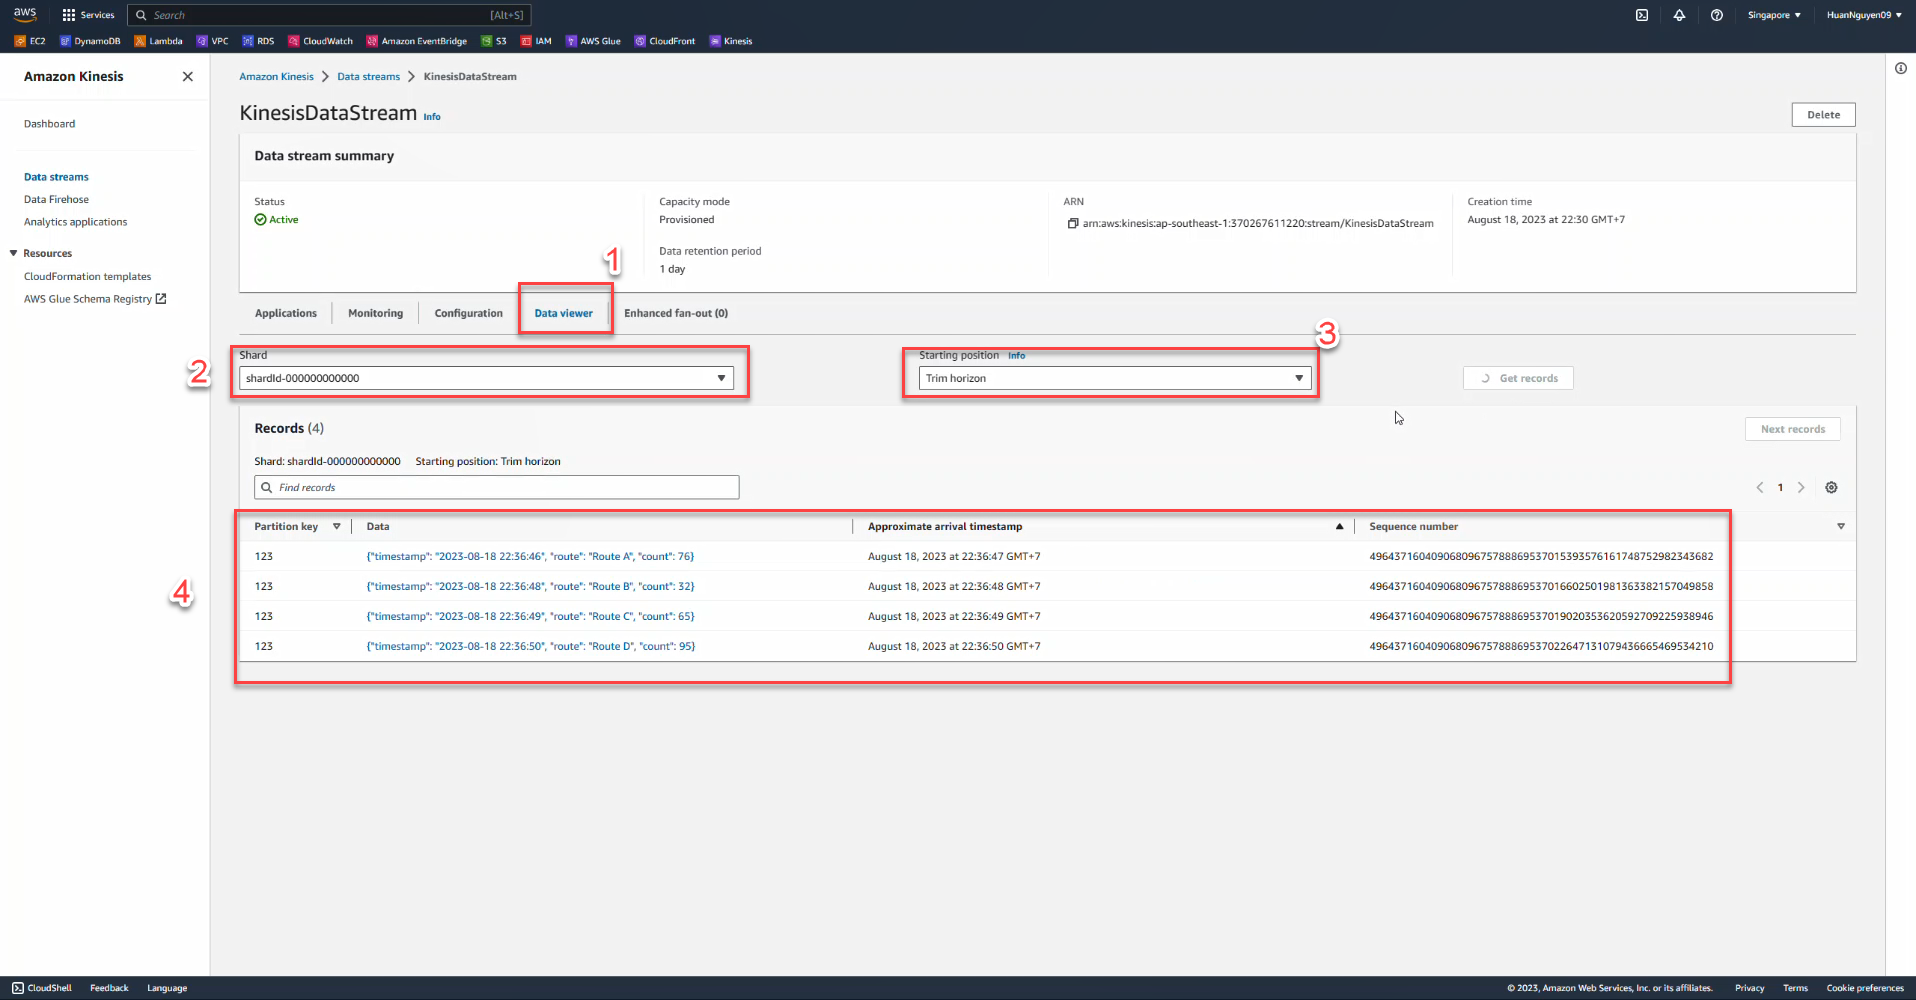 aws Services Search [Alt+S] Singapore HuanNguyen09
EC2 DynamoDB Lambda VPC RDS CloudWatch Amazon EventBridge S3 IAM AWS Glue CloudFront Kinesis
Amazon Kinesis
Dashboard
Data streams
Data Firehose
Analytics applications
Resources
CloudFormation templates
AWS Glue Schema Registry
Amazon Kinesis Data streams KinesisDataStream
KinesisDataStream Info
Delete
Data stream summary
Status
Active
Capacity mode
Provisioned
Data retention period
1 day
ARN
arn:aws:kinesis:ap-southeast-1:370267611220:stream/KinesisDataStream
Creation time
August 18, 2023 at 22:30 GMT+7
1
Applications Monitoring Configuration Data viewer Enhanced fan-out (0)
2
Shard
shardId-000000000000
3
Starting position Info
Trim horizon
Get records
Records (4)
Next records
Shard: shardId-000000000000 Starting position: Trim horizon
Find records
1
4
Partition key Data Approximate arrival timestamp Sequence number
123 {"timestamp": "2023-08-18 22:36:46", "route": "Route A", "count": 76} August 18, 2023 at 22:36:47 GMT+7 49643716040906809675788869537015393576161748752982343682
123 {"timestamp": "2023-08-18 22:36:48", "route": "Route B", "count": 32} August 18, 2023 at 22:36:48 GMT+7 49643716040906809675788869537016602501981363382157049858
123 {"timestamp": "2023-08-18 22:36:49", "route": "Route C", "count": 65} August 18, 2023 at 22:36:49 GMT+7 49643716040906809675788869537019020353620592709225938946
123 {"timestamp": "2023-08-18 22:36:50", "route": "Route D", "count": 95} August 18, 2023 at 22:36:50 GMT+7 49643716040906809675788869537022647131079436665469534210
CloudShell Feedback Language
© 2023, Amazon Web Services, Inc. or its affiliates. Privacy Terms Cookie preferences